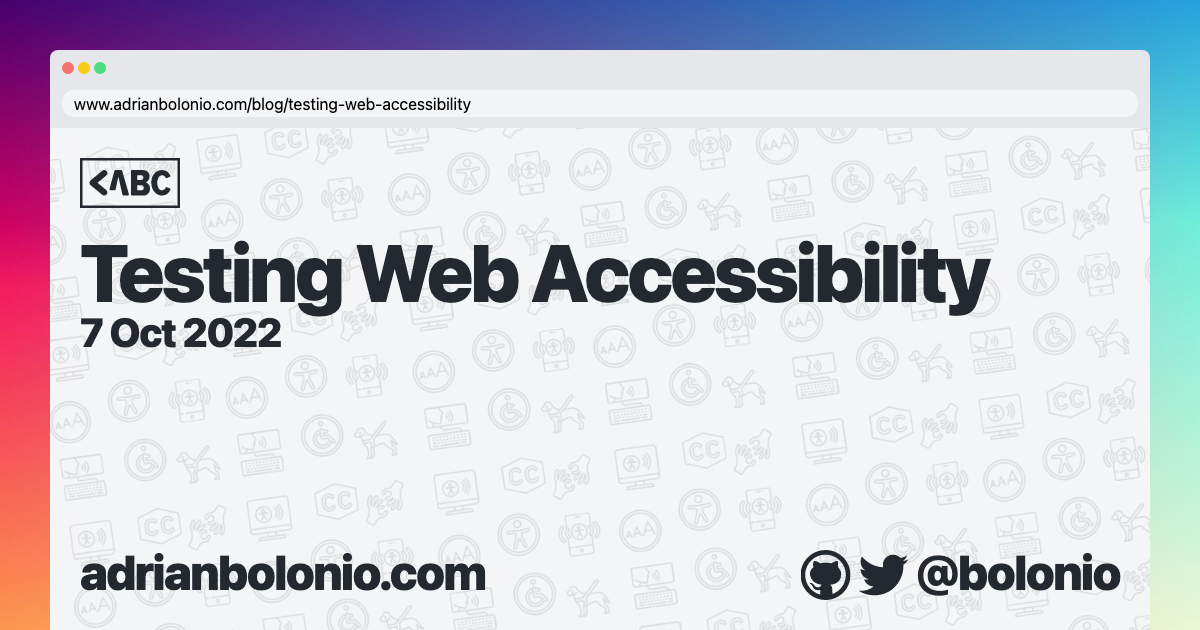 www.adrianbolonio.com/blog/testing-web-accessibility
<ABC
Testing Web Accessibility
7 Oct 2022
adrianbolonio.com
@bolonio